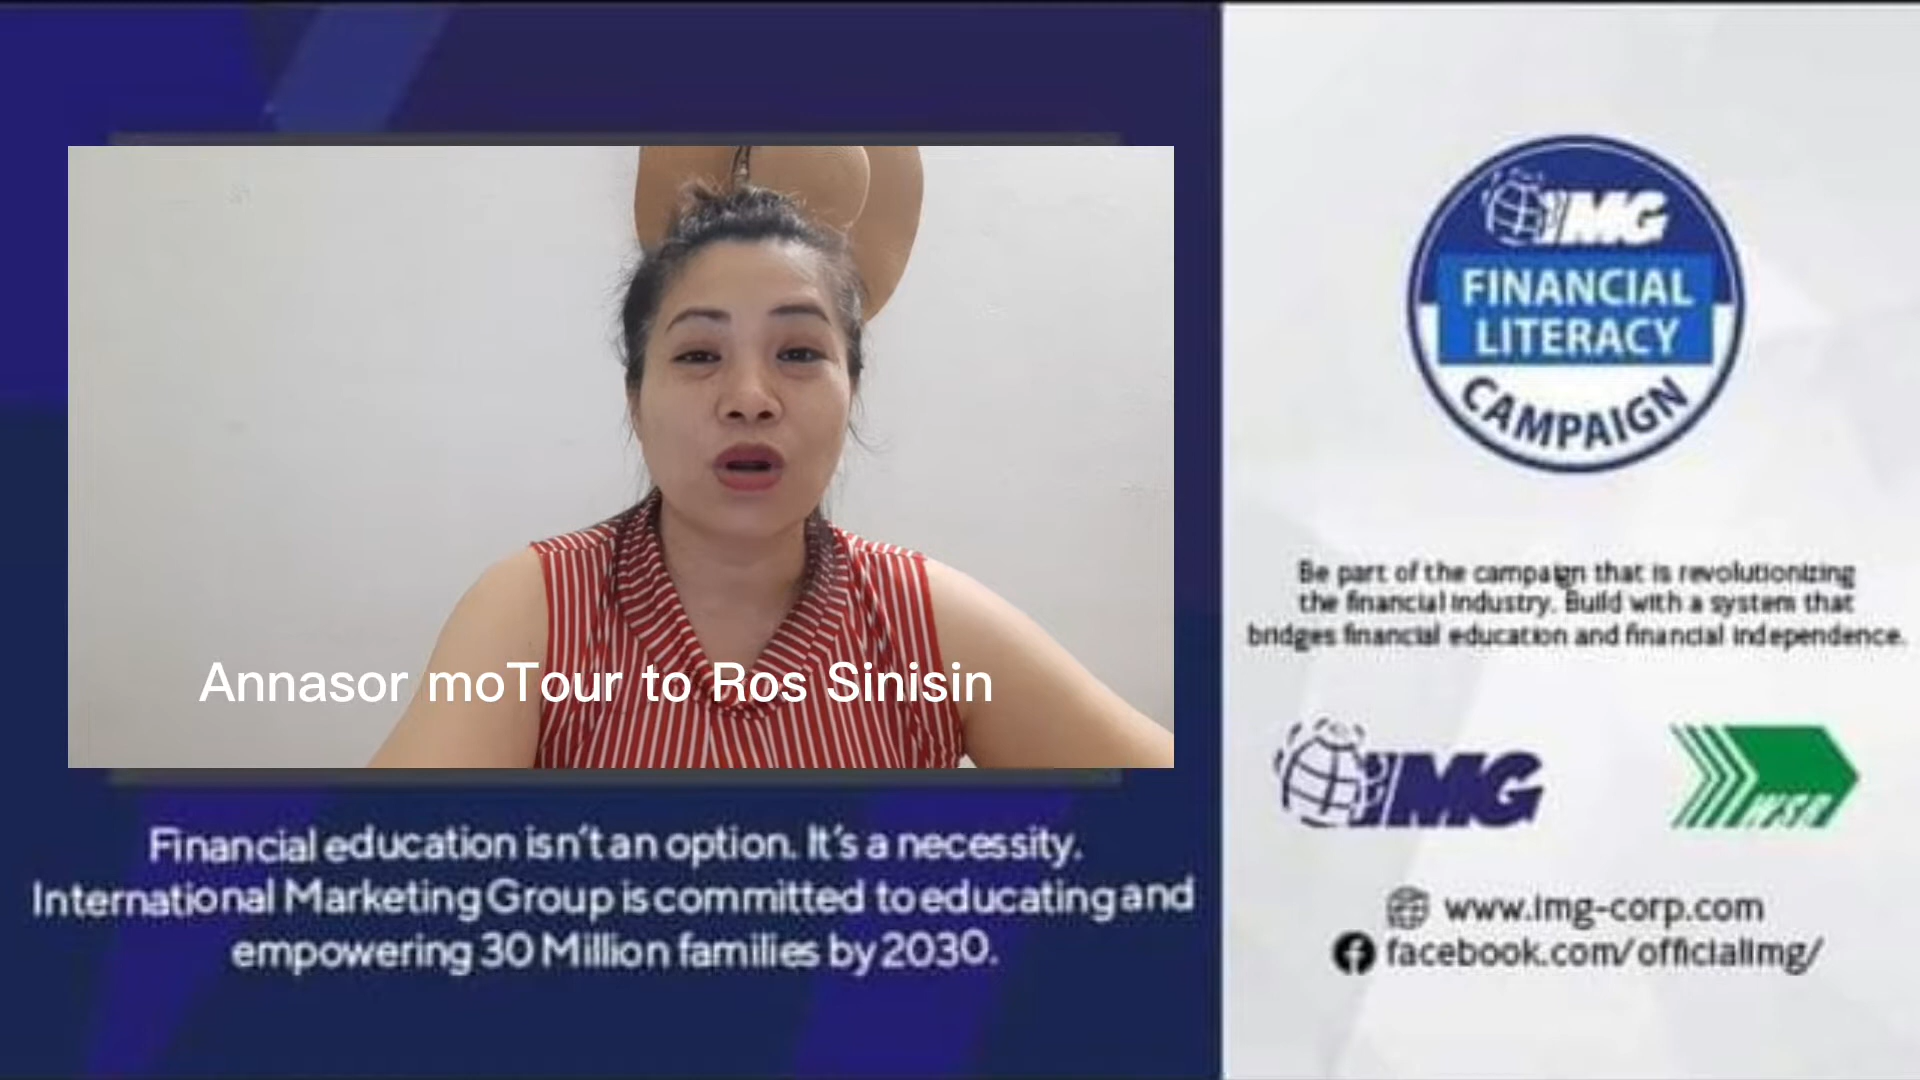 Annasor moTour to Ros Sinisin
Financial education isn't an option. It's a necessity.
International Marketing Group is committed to educating and
empowering 30 Million families by 2030.
IMG
FINANCIAL
LITERACY
CAMPAIGN
Be part of the campaign that is revolutionizing
the financial industry. Build with a system that
bridges financial education and financial independence.
IMG
WSB
www.img-corp.com
facebook.com/officialimg/